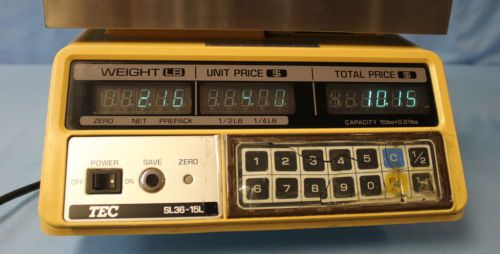 WEIGHT LB UNIT PRICE $ TOTAL PRICE $
2.16 10.15
ZERO NET PREPACK 1/2LB 1/4LB CAPACITY 15lbs×0.01lbs
POWER SAVE ZERO
OFF ON
TEC SL36-15L
1 2 3 4 5 C 1/2
6 7 8 9 0